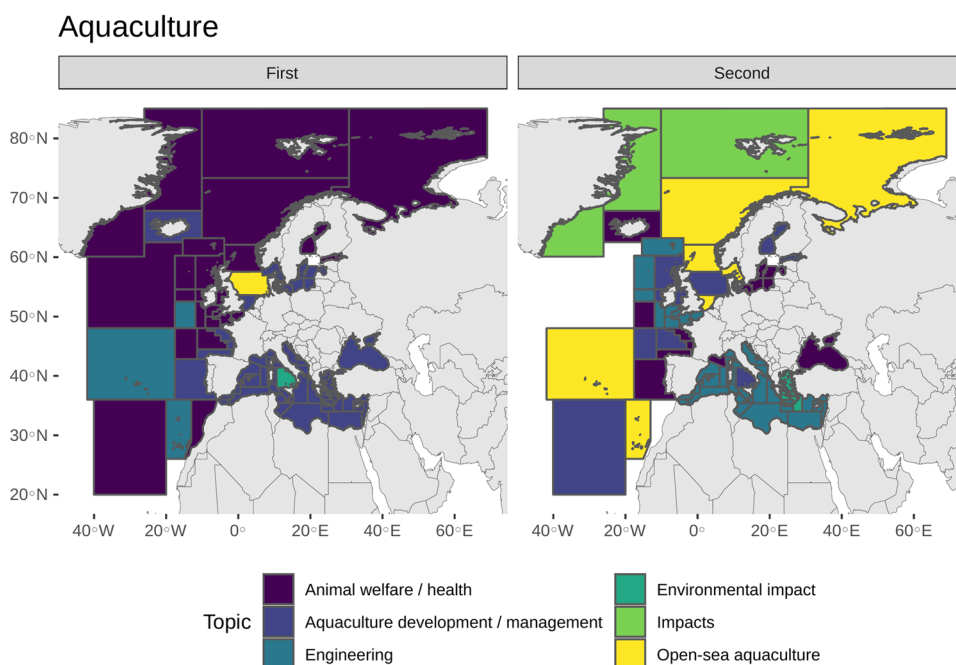 Aquaculture
First
Second
80°N
70°N
60°N
50°N
40°N
30°N
20°N
40°W
20°W
0°
20°E
40°E
60°E
40°W
20°W
0°
20°E
40°E
60°E
Topic
Animal welfare / health
Aquaculture development / management
Engineering
Environmental impact
Impacts
Open-sea aquaculture